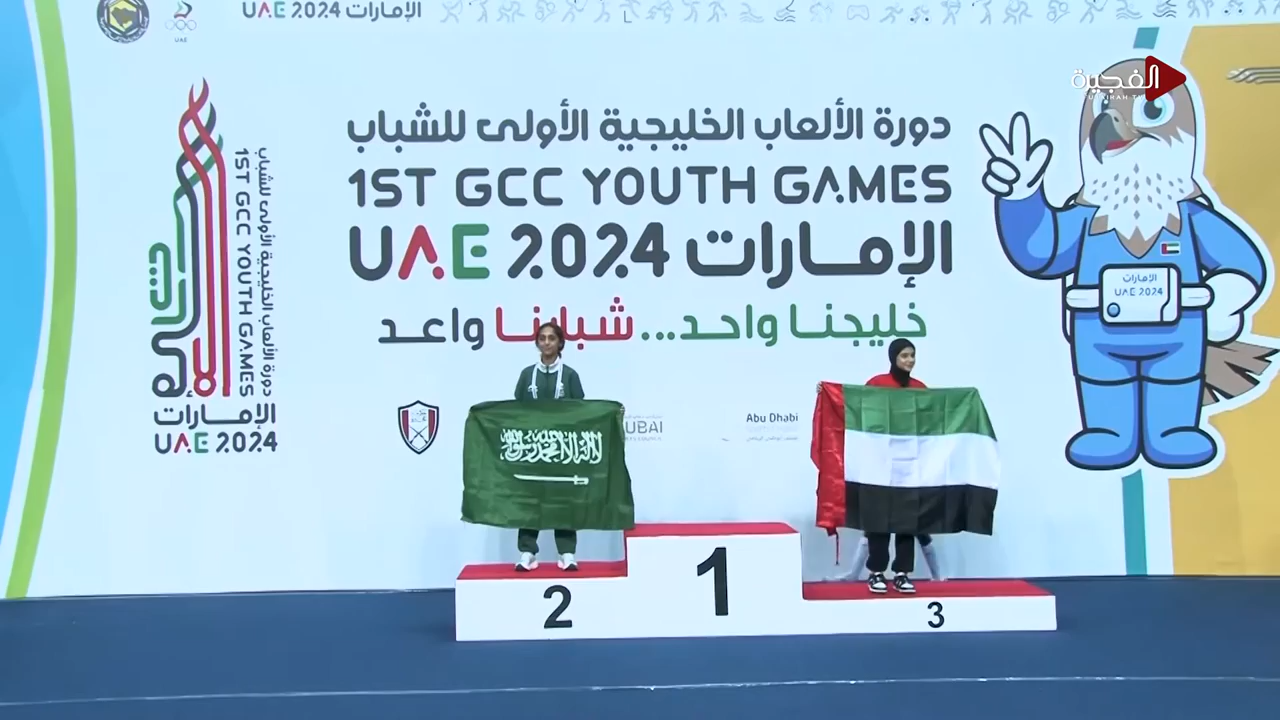 UAE 2024 الإمارات
UAE
الفجيرة
دورة الألعاب الخليجية الأولى للشباب
1ST GCC YOUTH GAMES
UAE 2024 الإمارات
خليجنا واحد... شبابنا واعد
دورة الألعاب الخليجية الأولى للشباب
1ST GCC YOUTH GAMES
الإمارات
UAE 2024
الإمارات
UAE 2024
Abu Dhabi
لا إله إلا الله محمد رسول الله
1
2
3